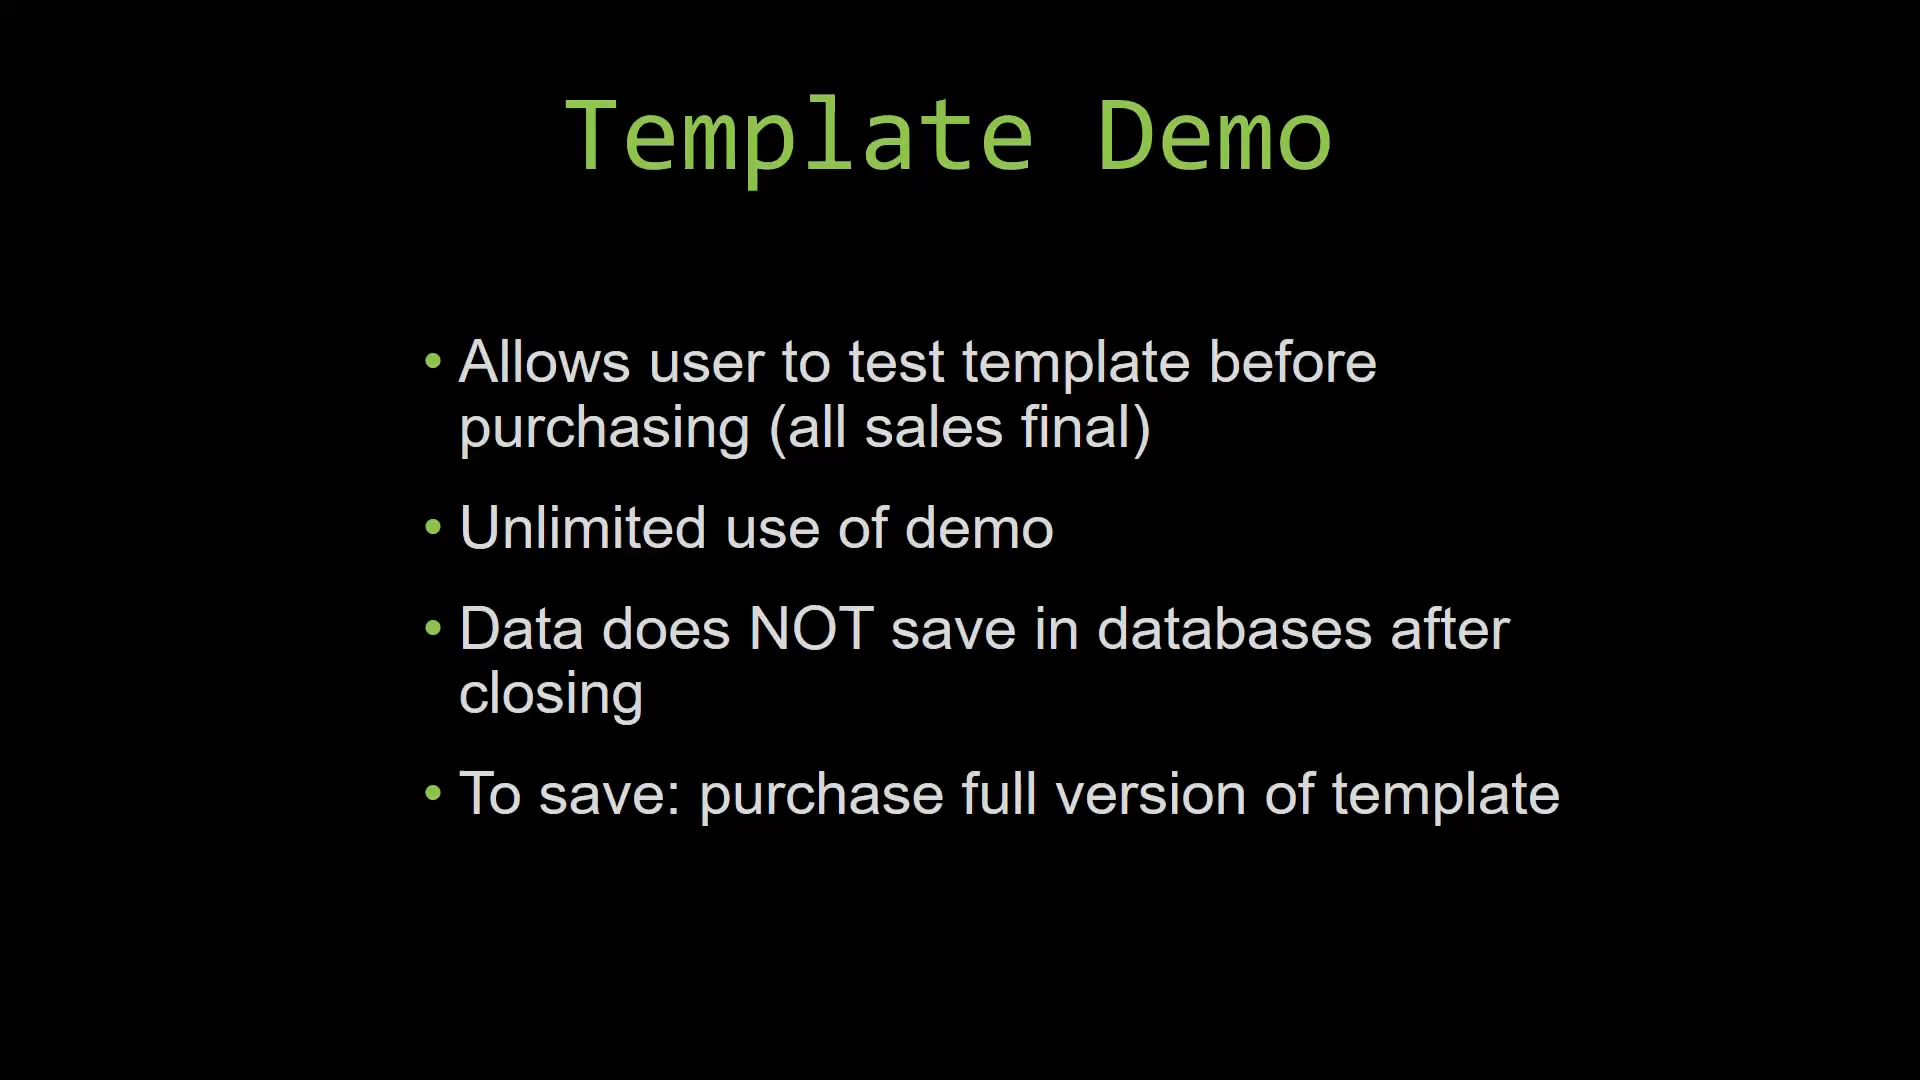 Template Demo
• Allows user to test template before
purchasing (all sales final)
• Unlimited use of demo
• Data does NOT save in databases after
closing
• To save: purchase full version of template